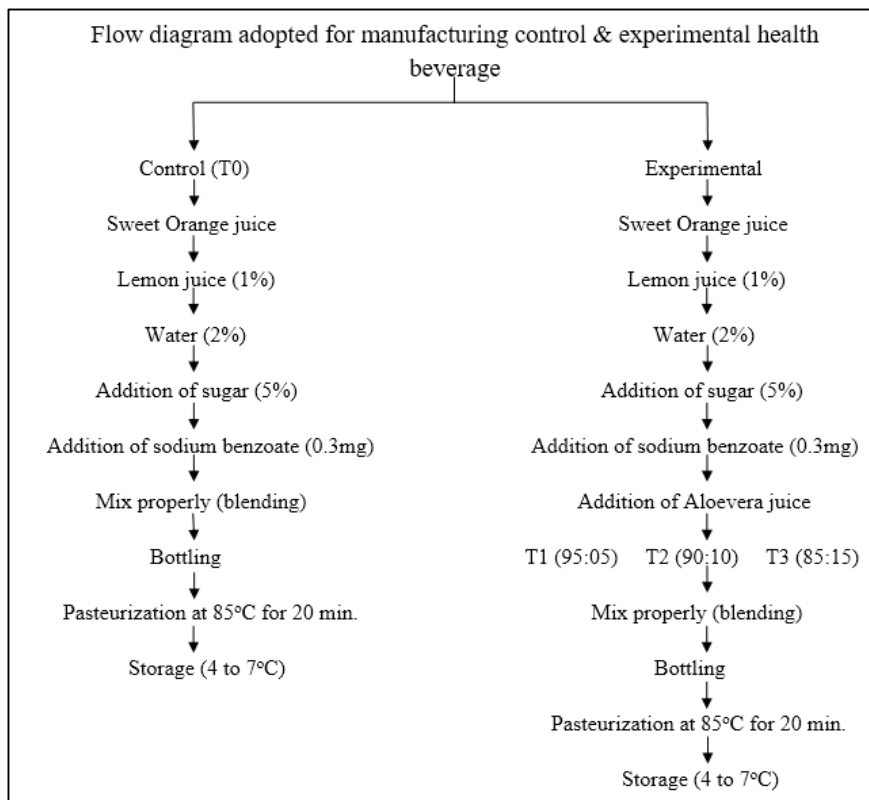 Flow diagram adopted for manufacturing control & experimental health
beverage
Control (T0)
Sweet Orange juice
Lemon juice (1%)
Water (2%)
Addition of sugar (5%)
Addition of sodium benzoate (0.3mg)
Mix properly (blending)
Bottling
Pasteurization at 85°C for 20 min.
Storage (4 to 7°C)
Experimental
Sweet Orange juice
Lemon juice (1%)
Water (2%)
Addition of sugar (5%)
Addition of sodium benzoate (0.3mg)
Addition of Aloevera juice
T1 (95:05) T2 (90:10) T3 (85:15)
Mix properly (blending)
Bottling
Pasteurization at 85°C for 20 min.
Storage (4 to 7°C)